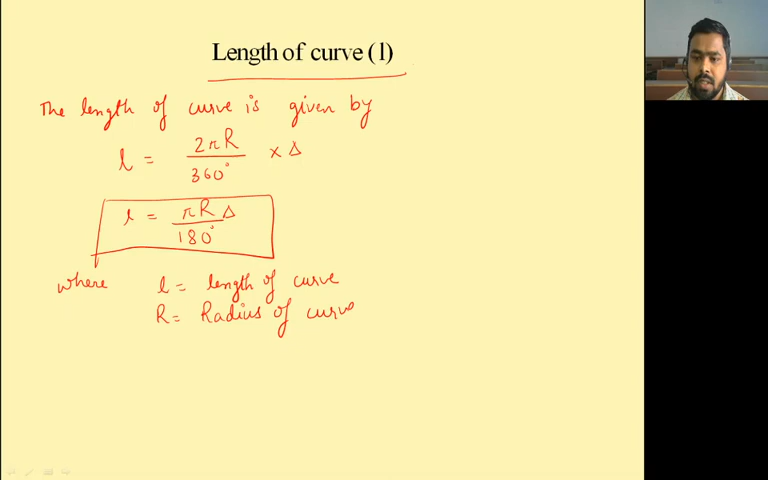 Length of curve (l)
The length of curve is given by
l = 2πR / 360° × Δ
l = πRΔ / 180°
where l = length of curve
R = Radius of curve